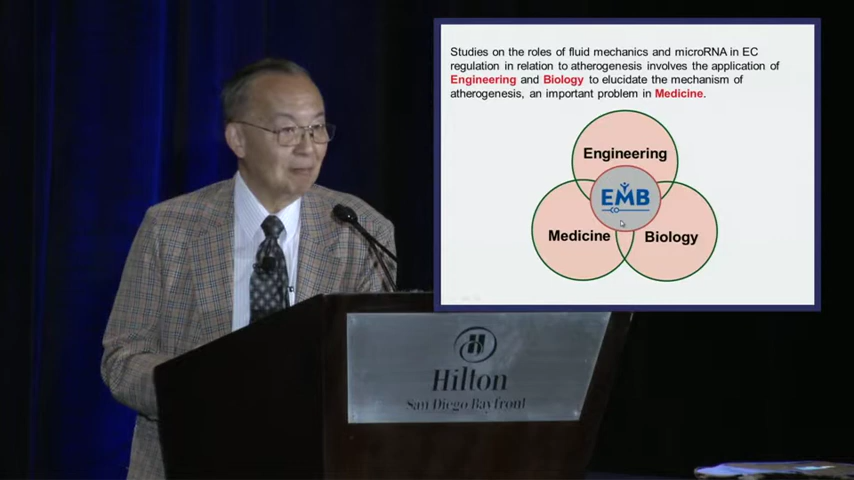 Studies on the roles of fluid mechanics and microRNA in EC
regulation in relation to atherogenesis involves the application of
Engineering and Biology to elucidate the mechanism of
atherogenesis, an important problem in Medicine.
Engineering
EMB
Medicine
Biology
Hilton
San Diego Bayfront